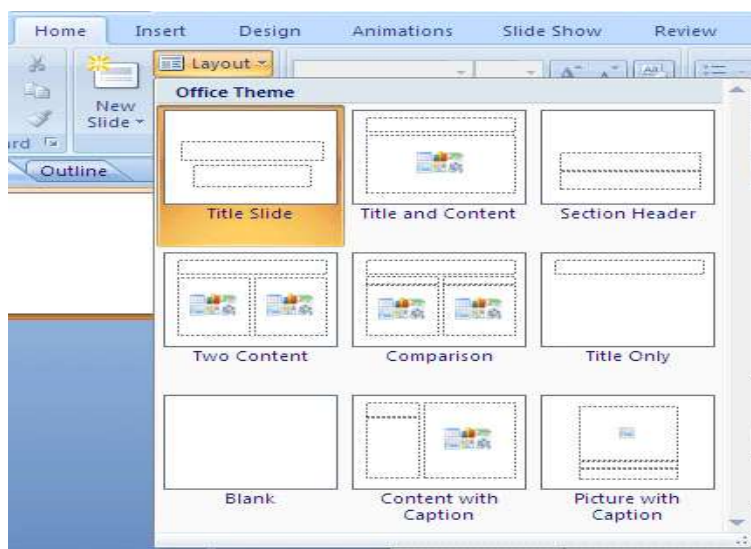 Home Insert Design Animations Slide Show Review
Layout
New
Slide
rd
Outline
Office Theme
Title Slide Title and Content Section Header
Two Content Comparison Title Only
Blank Content with Caption Picture with Caption